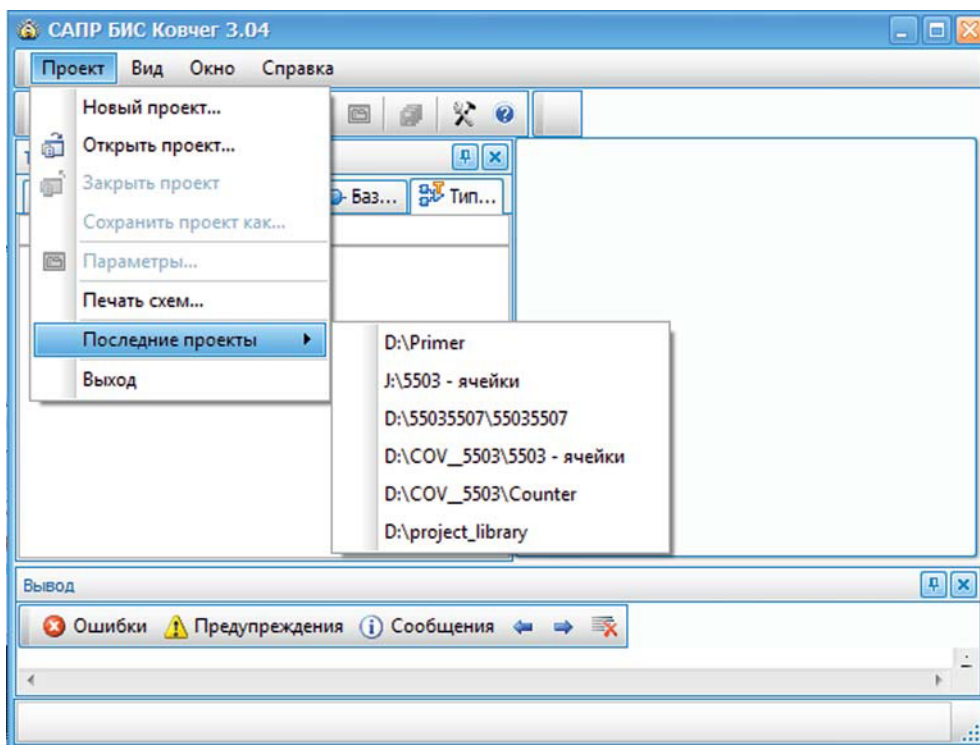 САПР БИС Ковчег 3.04
Проект Вид Окно Справка
Новый проект...
Открыть проект...
Закрыть проект
Сохранить проект как...
Параметры...
Печать схем...
Последние проекты
Выход
Баз... Тип...
D:\Primer
J:\5503 - ячейки
D:\55035507\55035507
D:\COV__5503\5503 - ячейки
D:\COV__5503\Counter
D:\project_library
Вывод
Ошибки Предупреждения Сообщения